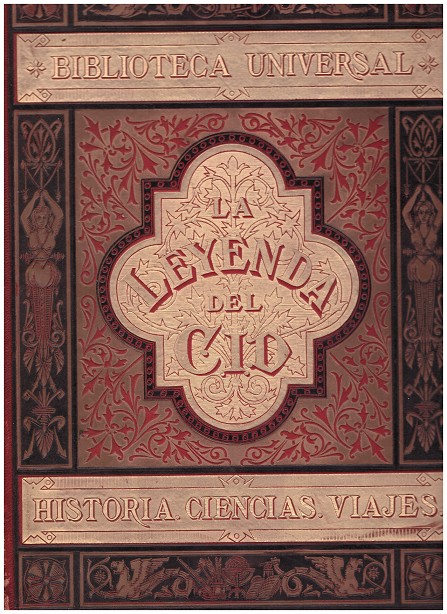 BIBLIOTECA UNIVERSAL
LA
LEYENDA
DEL
CID
HISTORIA. CIENCIAS. VIAJES.